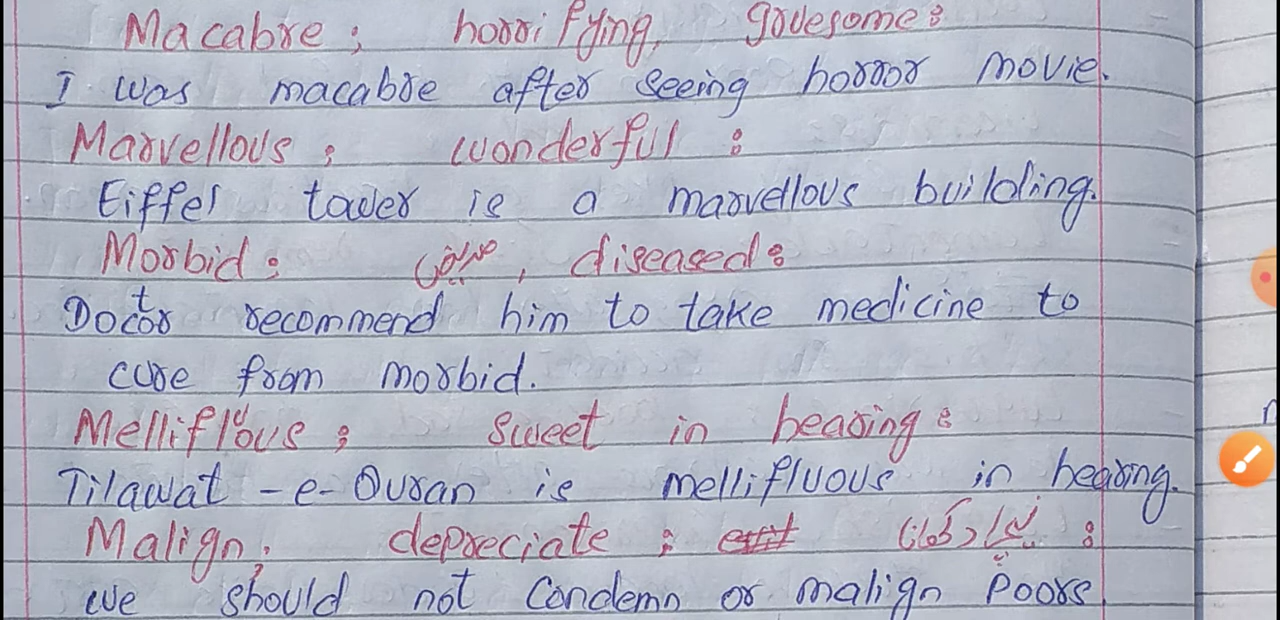 Macabre : horrifying, gruesome :
I was macabre after seeing horror movie.
Marvellous : wonderful :
Eiffel tower is a marvellous building.
Morbid : مریض , diseased :
Doctor recommend him to take medicine to
cure from morbid.
Mellifluous : Sweet in hearing :
Tilawat-e-Quran is mellifluous in hearing.
Malign : depreciate :
We should not condemn or malign Poors